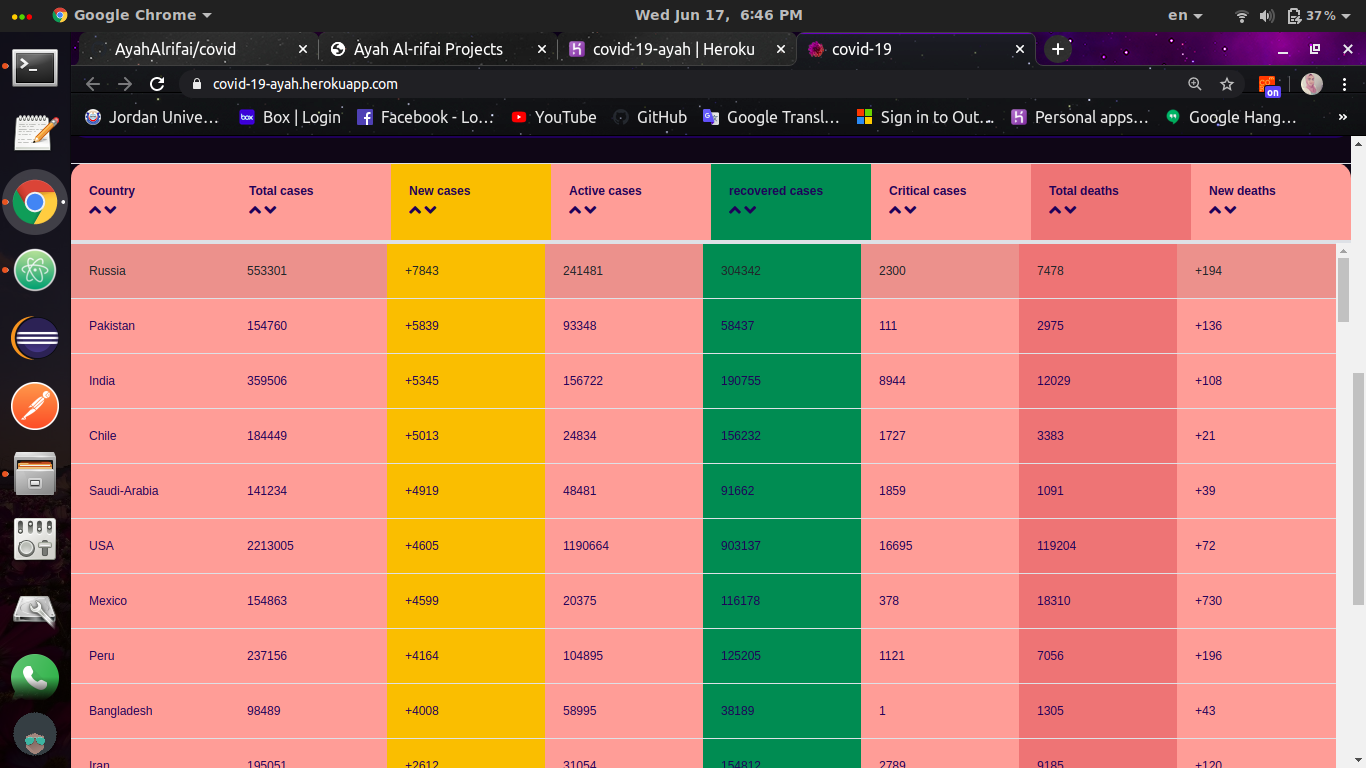 Google Chrome
Wed Jun 17, 6:46 PM
en
37%
AyahAlrifai/covid
Ayah Al-rifai Projects
covid-19-ayah | Heroku
covid-19
covid-19-ayah.herokuapp.com
on
Jordan Unive…
box
Box | Login
Facebook - Lo…
YouTube
GitHub
Google Transl…
Sign in to Out…
Personal apps…
Google Hang…
»
Country Total cases New cases Active cases recovered cases Critical cases Total deaths New deaths
Russia 553301 +7843 241481 304342 2300 7478 +194
Pakistan 154760 +5839 93348 58437 111 2975 +136
India 359506 +5345 156722 190755 8944 12029 +108
Chile 184449 +5013 24834 156232 1727 3383 +21
Saudi-Arabia 141234 +4919 48481 91662 1859 1091 +39
USA 2213005 +4605 1190664 903137 16695 119204 +72
Mexico 154863 +4599 20375 116178 378 18310 +730
Peru 237156 +4164 104895 125205 1121 7056 +196
Bangladesh 98489 +4008 58995 38189 1 1305 +43
Iran 195051 +2612 31054 154812 2789 9185 +120